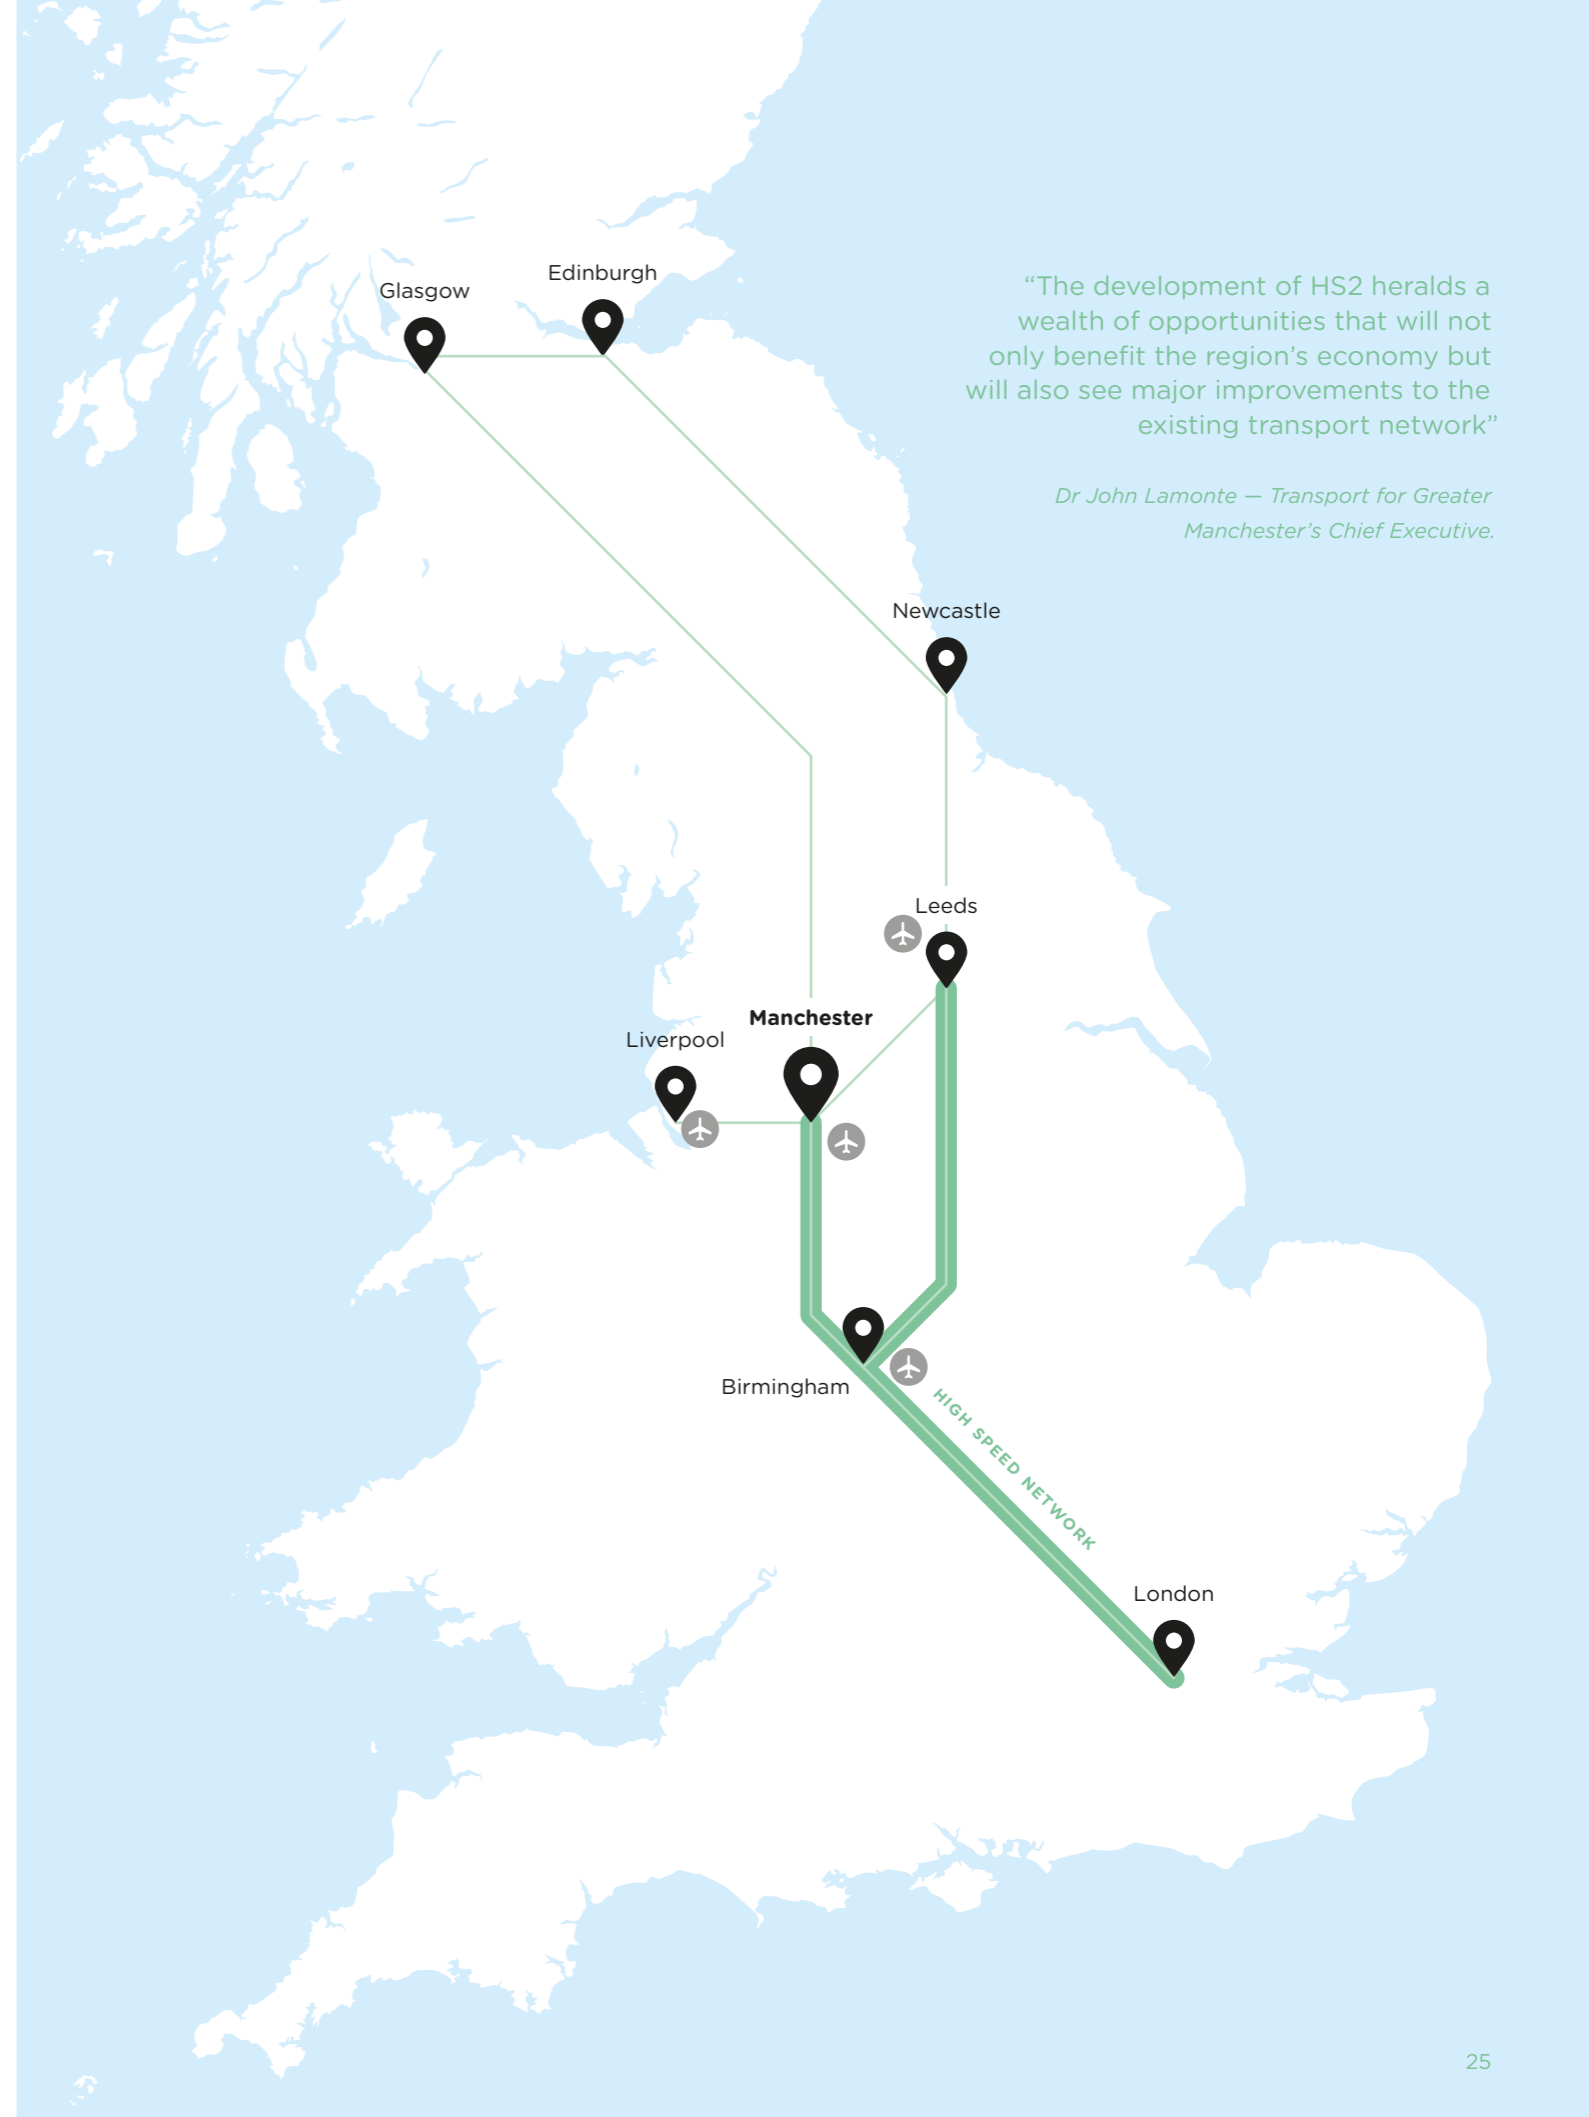 Glasgow
Edinburgh
“The development of HS2 heralds a
wealth of opportunities that will not
only benefit the region’s economy but
will also see major improvements to the
existing transport network”
Dr John Lamonte — Transport for Greater
Manchester’s Chief Executive.
Newcastle
Leeds
Manchester
Liverpool
Birmingham
HIGH SPEED NETWORK
London
25